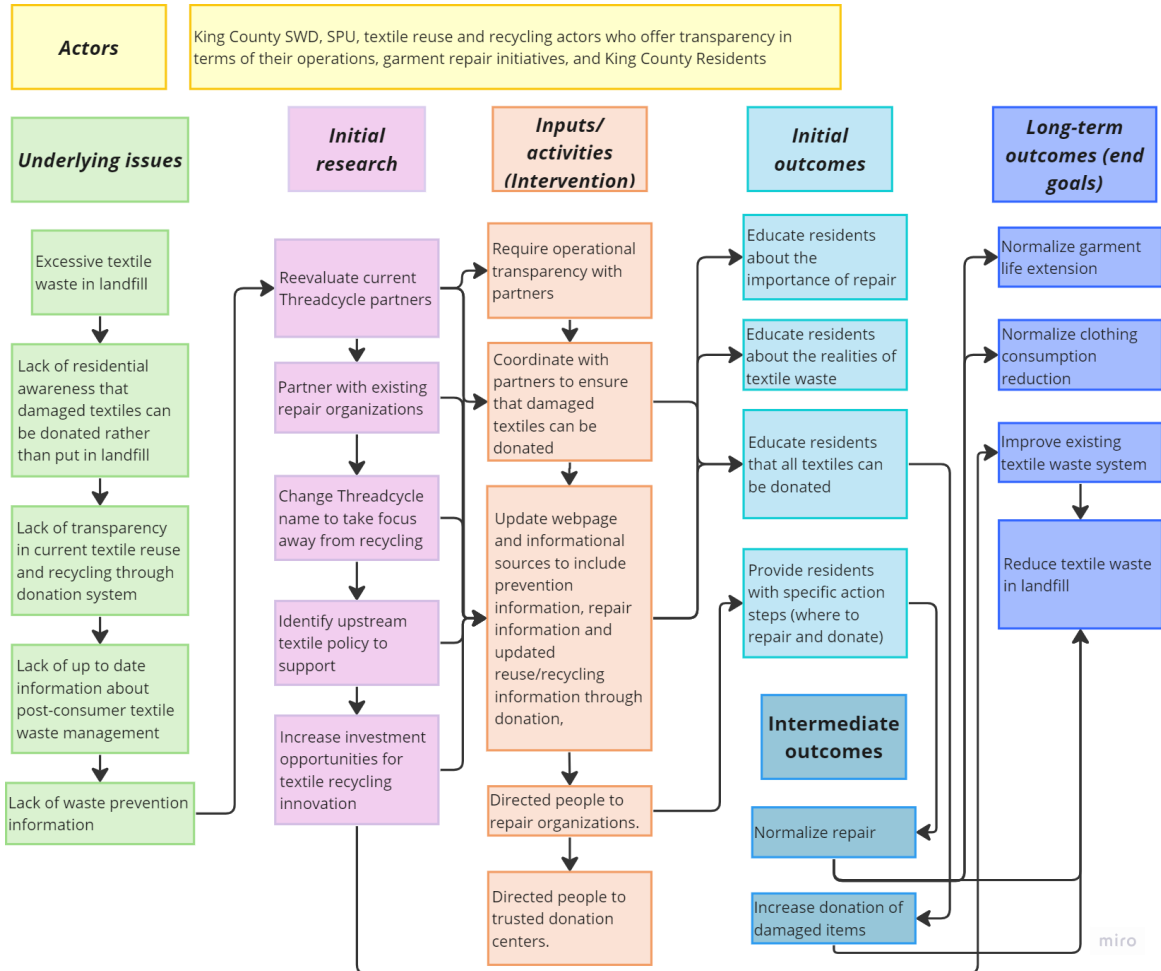 Actors
King County SWD, SPU, textile reuse and recycling actors who offer transparency in
terms of their operations, garment repair initiatives, and King County Residents
Underlying issues
Excessive textile
waste in landfill
Lack of residential
awareness that
damaged textiles can
be donated rather
than put in landfill
Lack of transparency
in current textile reuse
and recycling through
donation system
Lack of up to date
information about
post-consumer textile
waste management
Lack of waste prevention
information
Initial
research
Reevaluate current
Threadcycle partners
Partner with existing
repair organizations
Change Threadcycle
name to take focus
away from recycling
Identify upstream
textile policy to
support
Increase investment
opportunities for
textile recycling
innovation
Inputs/
activities
(Intervention)
Require operational
transparency with
partners
Coordinate with
partners to ensure
that damaged
textiles can be
donated
Update webpage
and informational
sources to include
prevention
information, repair
information and
updated
reuse/recycling
information through
donation,
Directed people to
repair organizations.
Directed people to
trusted donation
centers.
Initial
outcomes
Educate residents
about the
importance of repair
Educate residents
about the realities of
textile waste
Educate residents
that all textiles can
be donated
Provide residents
with specific action
steps (where to
repair and donate)
Intermediate
outcomes
Normalize repair
Increase donation of
damaged items
Long-term
outcomes (end
goals)
Normalize garment
life extension
Normalize clothing
consumption
reduction
Improve existing
textile waste system
Reduce textile waste
in landfill
miro